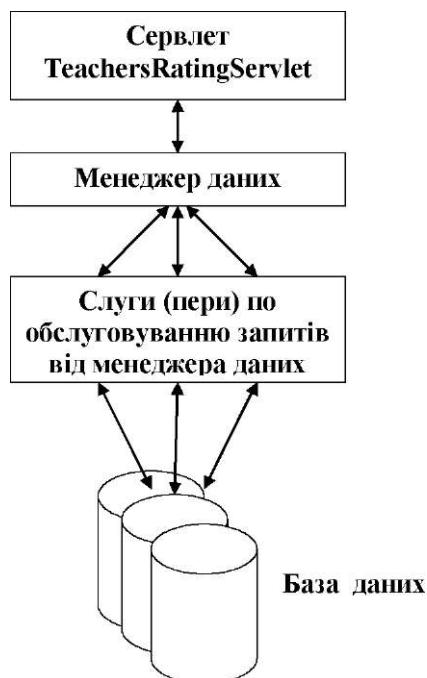 Сервлет
TeachersRatingServlet
Менеджер даних
Слуги (пери) по
обслуговуванню запитів
від менеджера даних
База даних